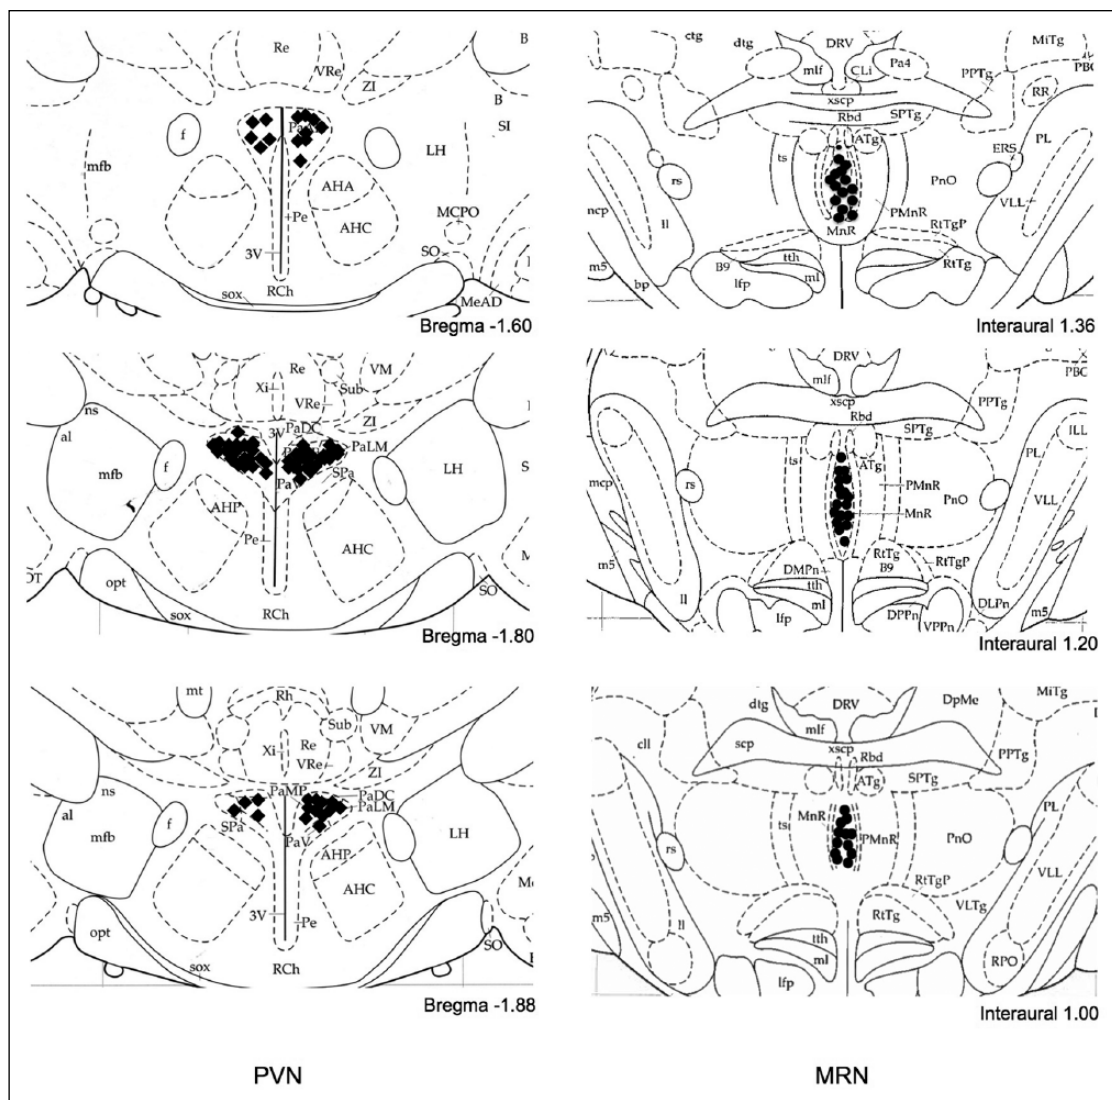 Re
B
VRe
ZI
B
SI
f
mfb
LH
AHA
MCPO
Pe
AHC
3V
SO
RCh
sox
MeAD
Bregma -1.60
ctg
dtg
DRV
MiTg
mlf
CLi
Pa4
PPTg
PBC
RR
xscp
Rbd
SPTg
PL
ts
ATg
ERS
rs
PnO
mcp
PMnR
VLL
ll
MnR
RtTgP
m5
B9
tth
RtTg
bp
lfp
ml
Interaural 1.36
Re
VM
Xi
Sub
ns
VRe
ZI
al
3V
PaDC
PaLM
mfb
f
SPa
LH
S
PaV
AHP
Pe
AHC
OT
opt
SO
sox
RCh
Bregma -1.80
DRV
mlf
PBC
xscp
PPTg
Rbd
SPTg
ILL
ts
ATg
PL
mcp
rs
PMnR
PnO
VLL
MnR
RtTg
m5
DMPn
B9
RtTgP
tth
ll
ml
DLPn
m5
lfp
DPPn
VPPn
Interaural 1.20
mt
Rh
Sub
VM
Xi
Re
VRe
ZI
ns
PaMP
PaDC
PaLM
al
f
SPa
mfb
LH
PaV
AHP
AHC
3V
Pe
opt
SO
sox
RCh
Bregma -1.88
dtg
DRV
DpMe
MiTg
mlf
cll
scp
xscp
Rbd
PPTg
ATg
SPTg
PL
MnR
ts
PMnR
PnO
rs
VLL
RtTgP
VLTg
m5
ll
RtTg
tth
ml
RPO
lfp
Interaural 1.00
PVN
MRN